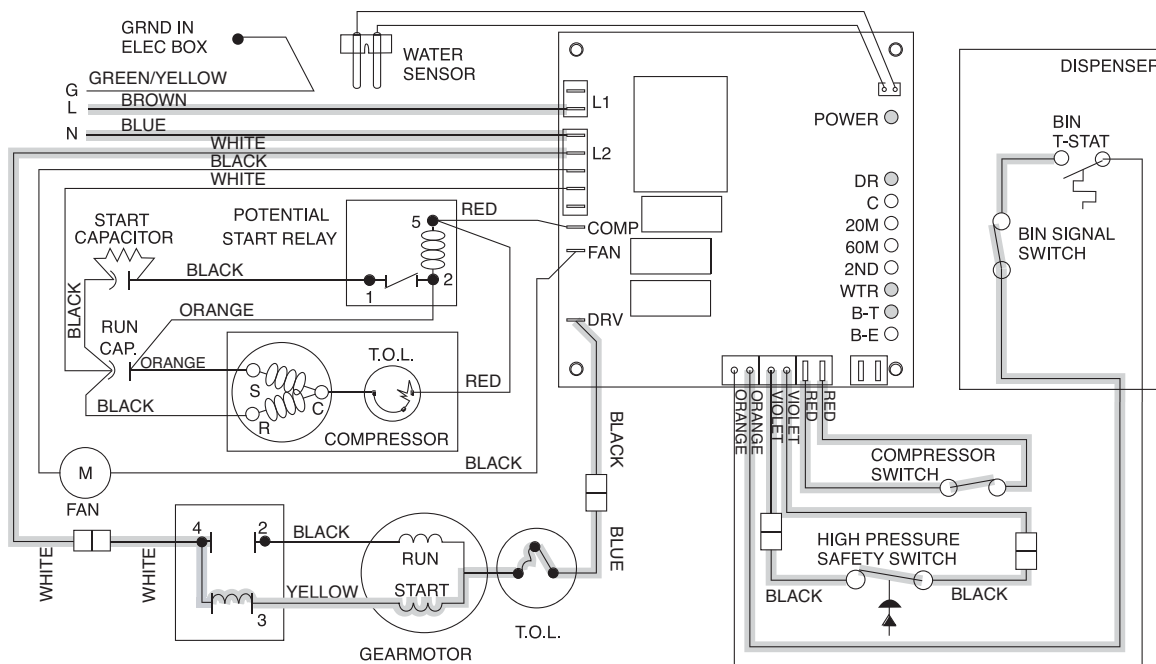 GRND IN
ELEC BOX
WATER
SENSOR
GREEN/YELLOW
G
BROWN
L
BLUE
N
WHITE
BLACK
WHITE
L1
L2
COMP
FAN
DRV
POWER
DR
C
20M
60M
2ND
WTR
B-T
B-E
DISPENSER
BIN
T-STAT
BIN SIGNAL
SWITCH
START
CAPACITOR
POTENTIAL
START RELAY
5
RED
BLACK
1
2
BLACK
ORANGE
RUN
CAP.
ORANGE
T.O.L.
RED
S
C
R
BLACK
COMPRESSOR
M
FAN
BLACK
BLACK
BLUE
ORANGE
ORANGE
VIOLET
VIOLET
RED
RED
COMPRESSOR
SWITCH
HIGH PRESSURE
SAFETY SWITCH
BLACK
BLACK
WHITE
WHITE
4
2
BLACK
RUN
YELLOW
START
3
T.O.L.
GEARMOTOR